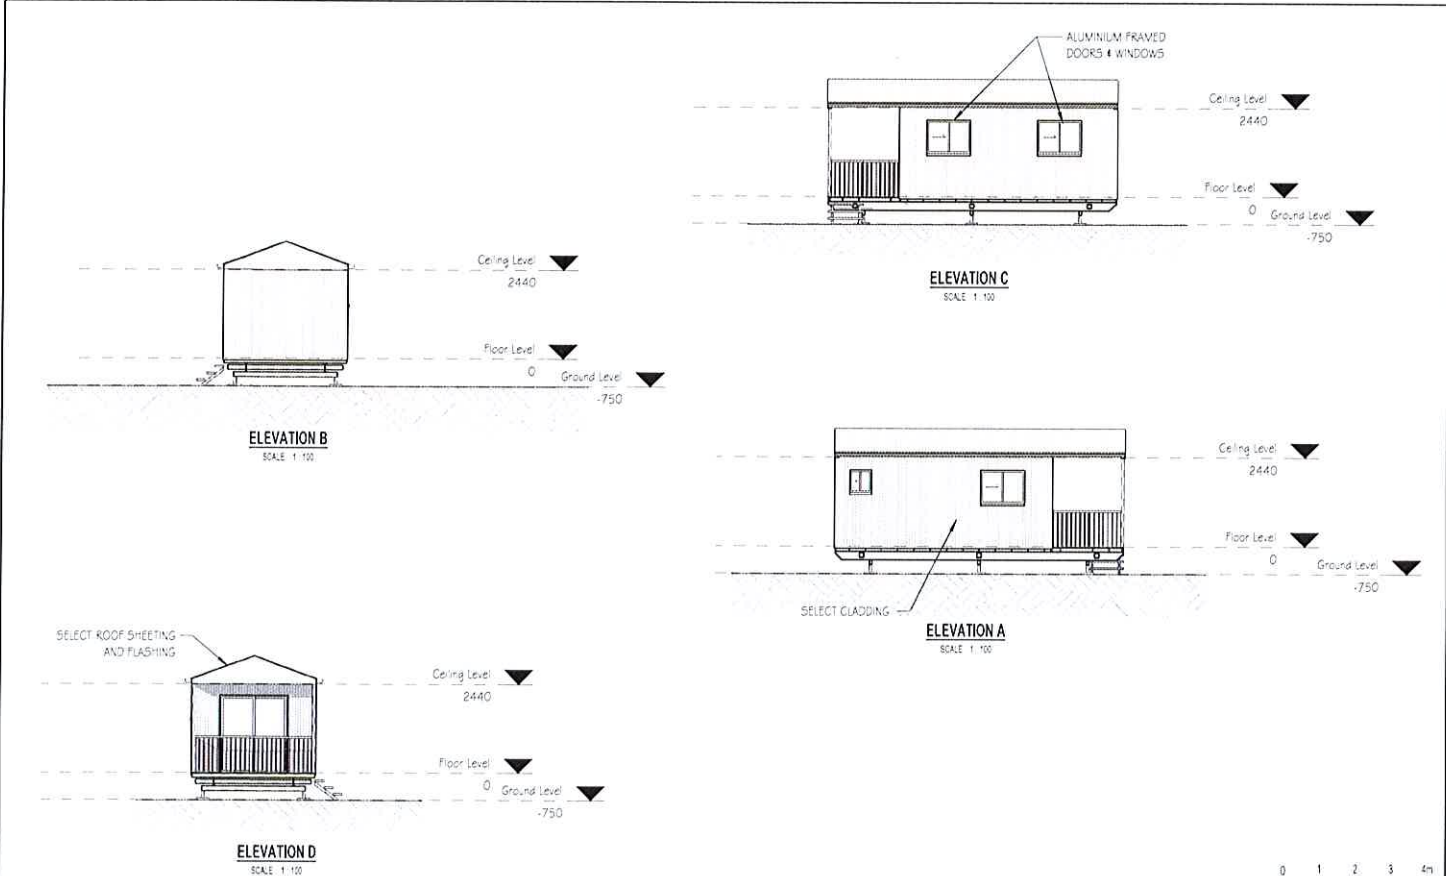 ALUMINIUM FRAMED
DOORS & WINDOWS
Ceiling Level
2440
Floor Level
0
Ground Level
-750
ELEVATION C
SCALE 1:100
Ceiling Level
2440
Floor Level
0
Ground Level
-750
ELEVATION B
SCALE 1:100
Ceiling Level
2440
Floor Level
0
Ground Level
-750
SELECT CLADDING
ELEVATION A
SCALE 1:100
SELECT ROOF SHEETING
AND FLASHING
Ceiling Level
2440
Floor Level
0
Ground Level
-750
ELEVATION D
SCALE 1:100
0 1 2 3 4m